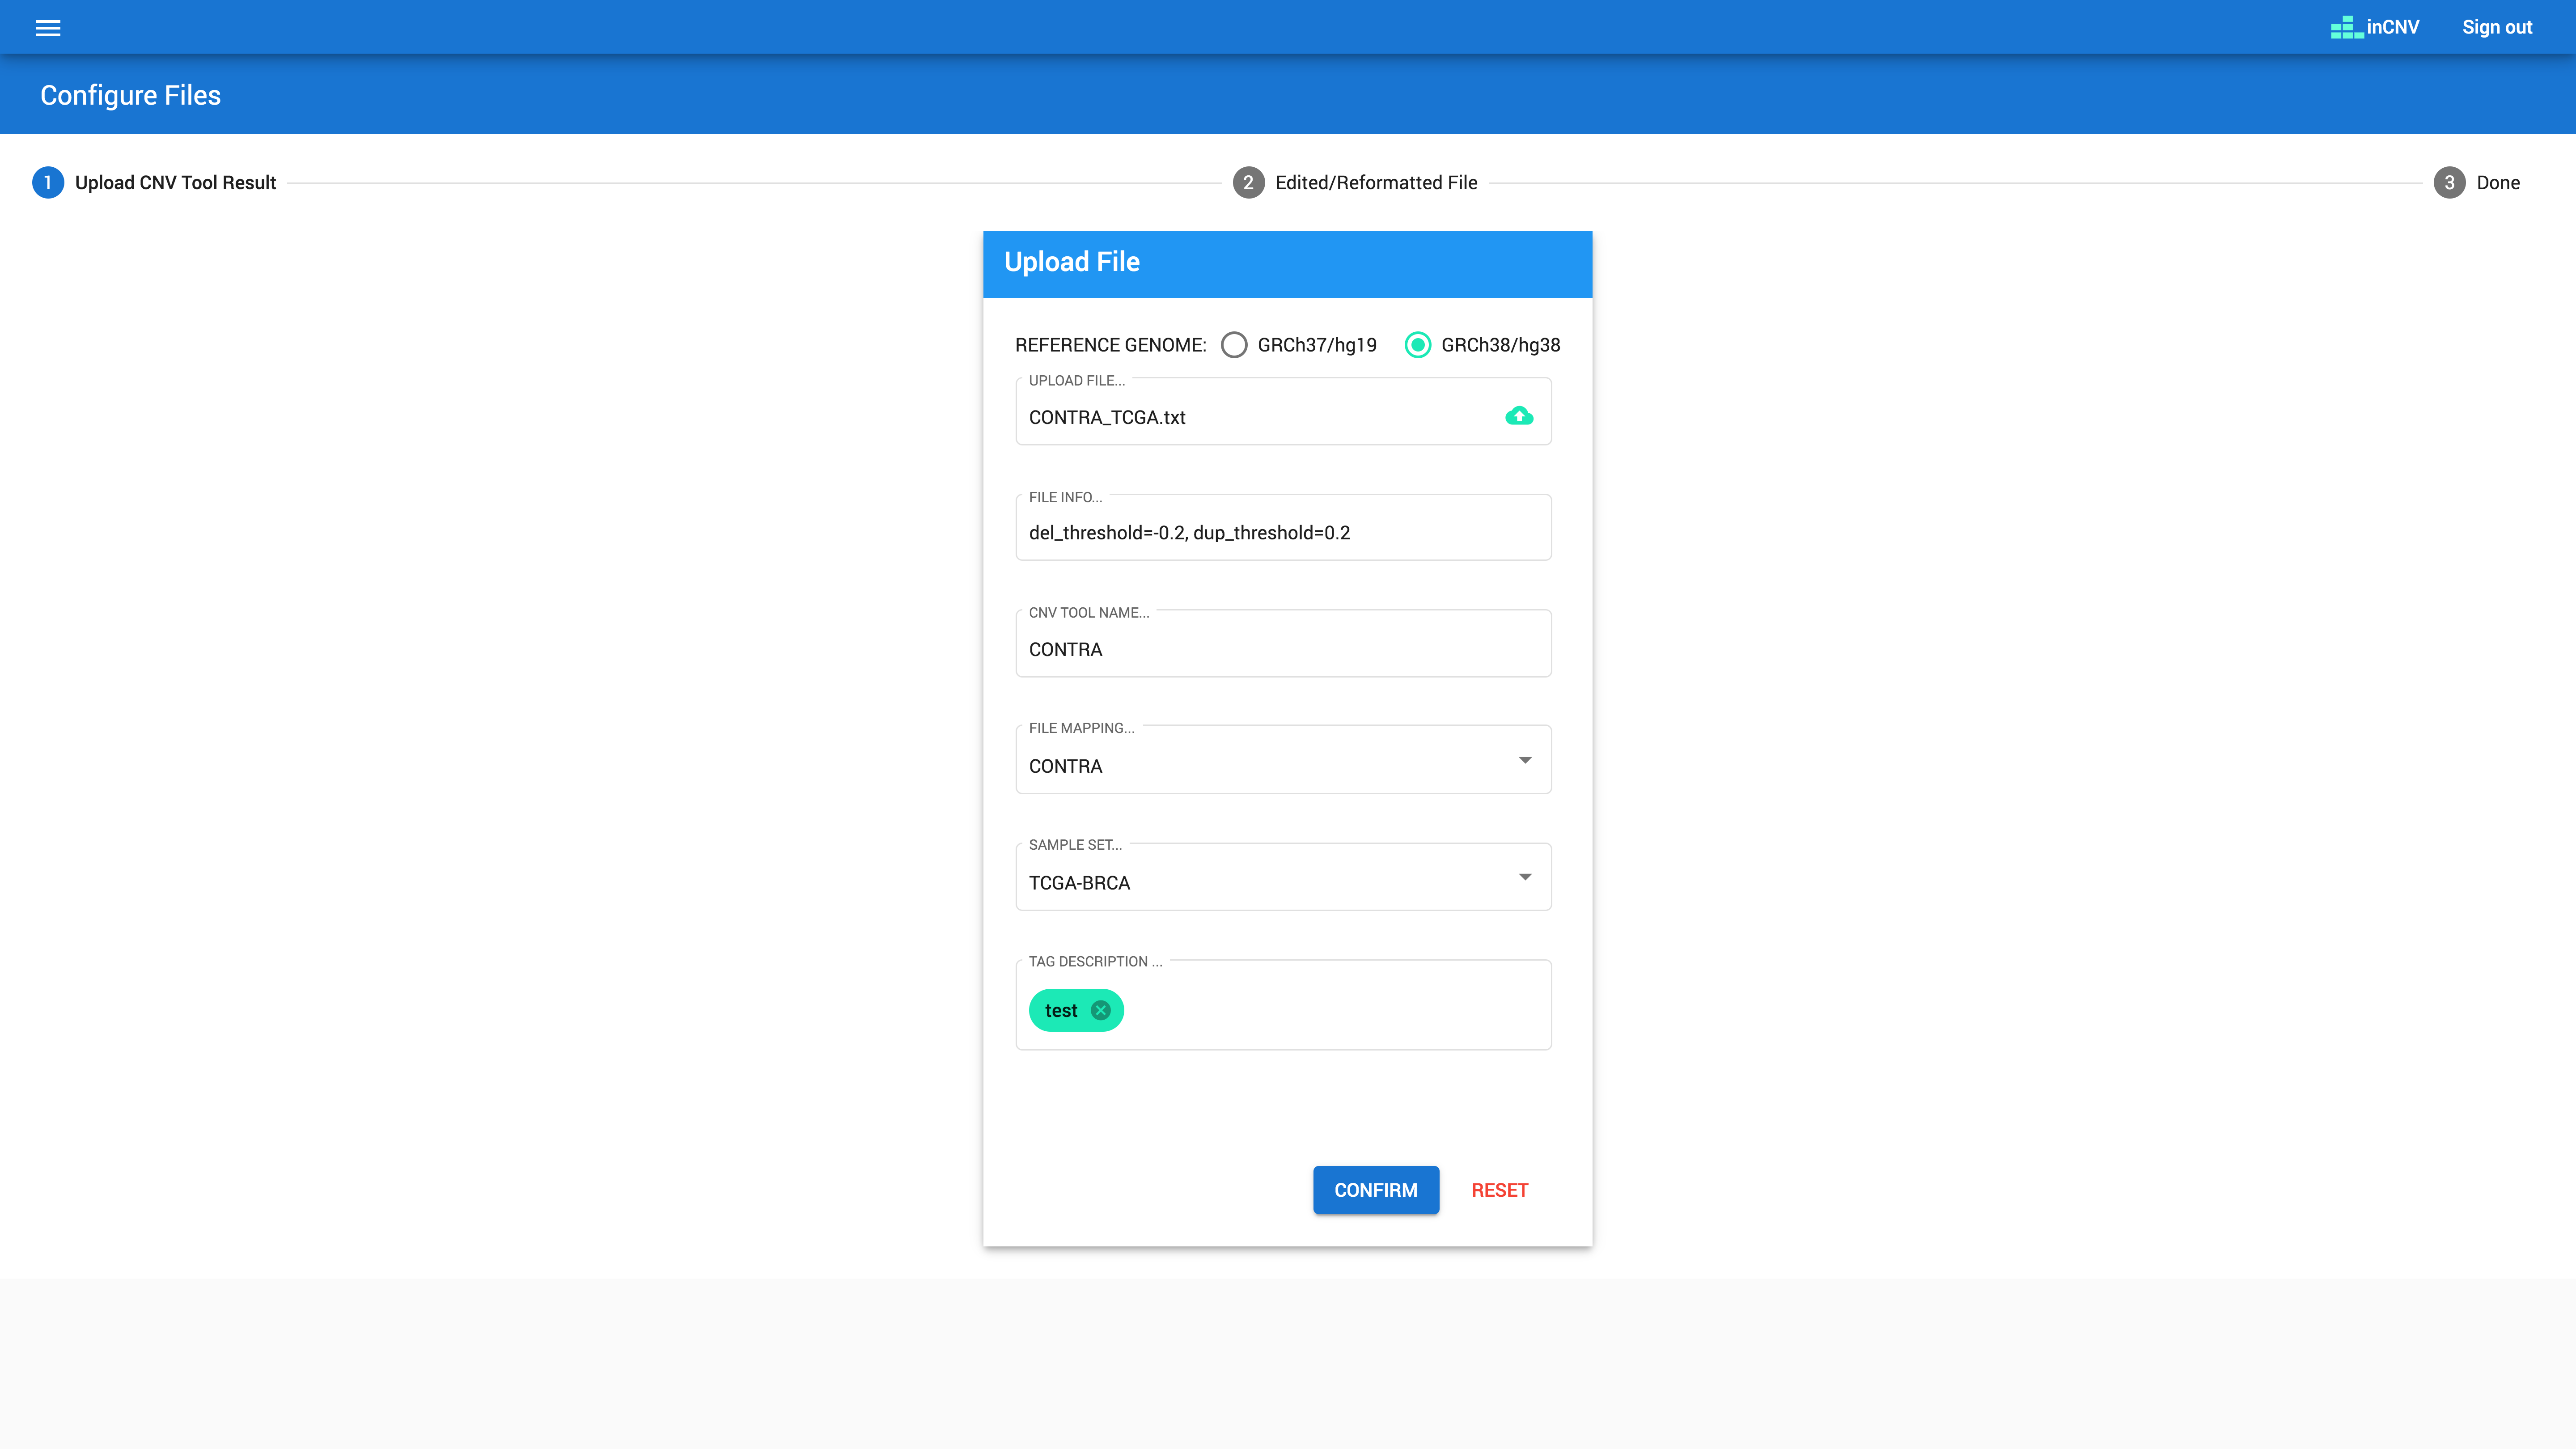 inCNV Sign out
Configure Files
1 Upload CNV Tool Result 2 Edited/Reformatted File 3 Done
Upload File
REFERENCE GENOME: GRCh37/hg19 GRCh38/hg38
UPLOAD FILE...
CONTRA_TCGA.txt
FILE INFO...
del_threshold=-0.2, dup_threshold=0.2
CNV TOOL NAME...
CONTRA
FILE MAPPING...
CONTRA
SAMPLE SET...
TCGA-BRCA
TAG DESCRIPTION ...
test
CONFIRM RESET